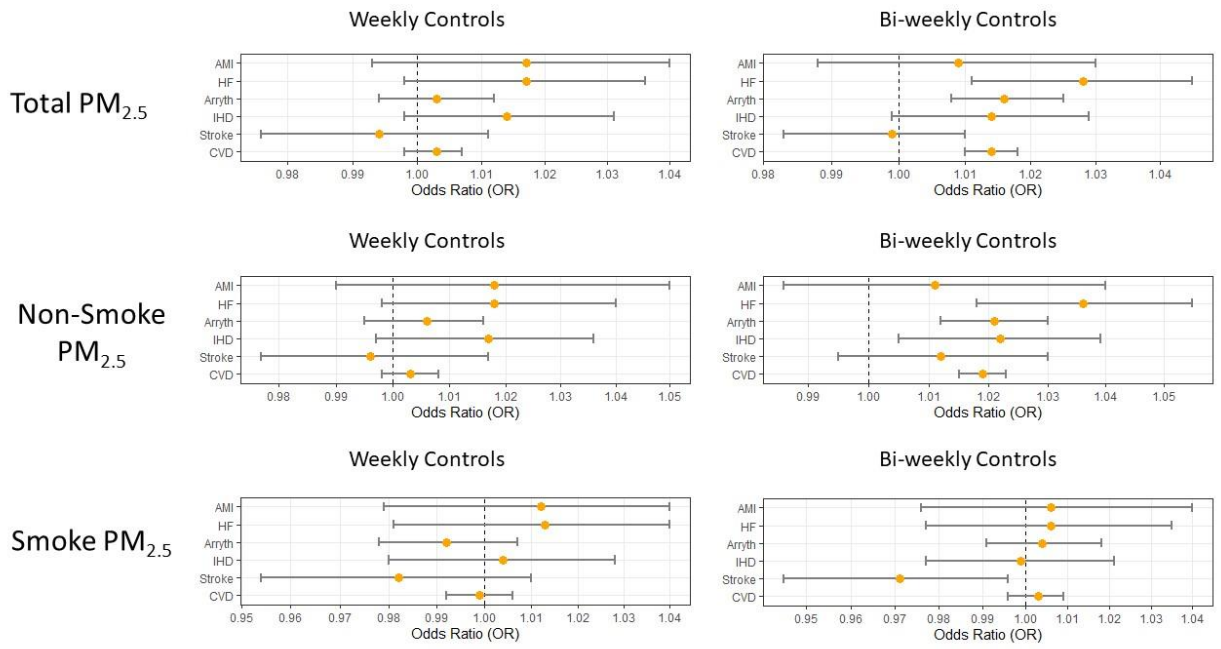 Weekly Controls
Bi-weekly Controls
Total PM2.5
AMI
HF
Arryth
IHD
Stroke
CVD
0.98 0.99 1.00 1.01 1.02 1.03 1.04
Odds Ratio (OR)
AMI
HF
Arryth
IHD
Stroke
CVD
0.98 0.99 1.00 1.01 1.02 1.03 1.04
Odds Ratio (OR)
Weekly Controls
Bi-weekly Controls
Non-Smoke
PM2.5
AMI
HF
Arryth
IHD
Stroke
CVD
0.98 0.99 1.00 1.01 1.02 1.03 1.04 1.05
Odds Ratio (OR)
AMI
HF
Arryth
IHD
Stroke
CVD
0.99 1.00 1.01 1.02 1.03 1.04 1.05
Odds Ratio (OR)
Weekly Controls
Bi-weekly Controls
Smoke PM2.5
AMI
HF
Arryth
IHD
Stroke
CVD
0.95 0.96 0.97 0.98 0.99 1.00 1.01 1.02 1.03 1.04
Odds Ratio (OR)
AMI
HF
Arryth
IHD
Stroke
CVD
0.95 0.96 0.97 0.98 0.99 1.00 1.01 1.02 1.03 1.04
Odds Ratio (OR)